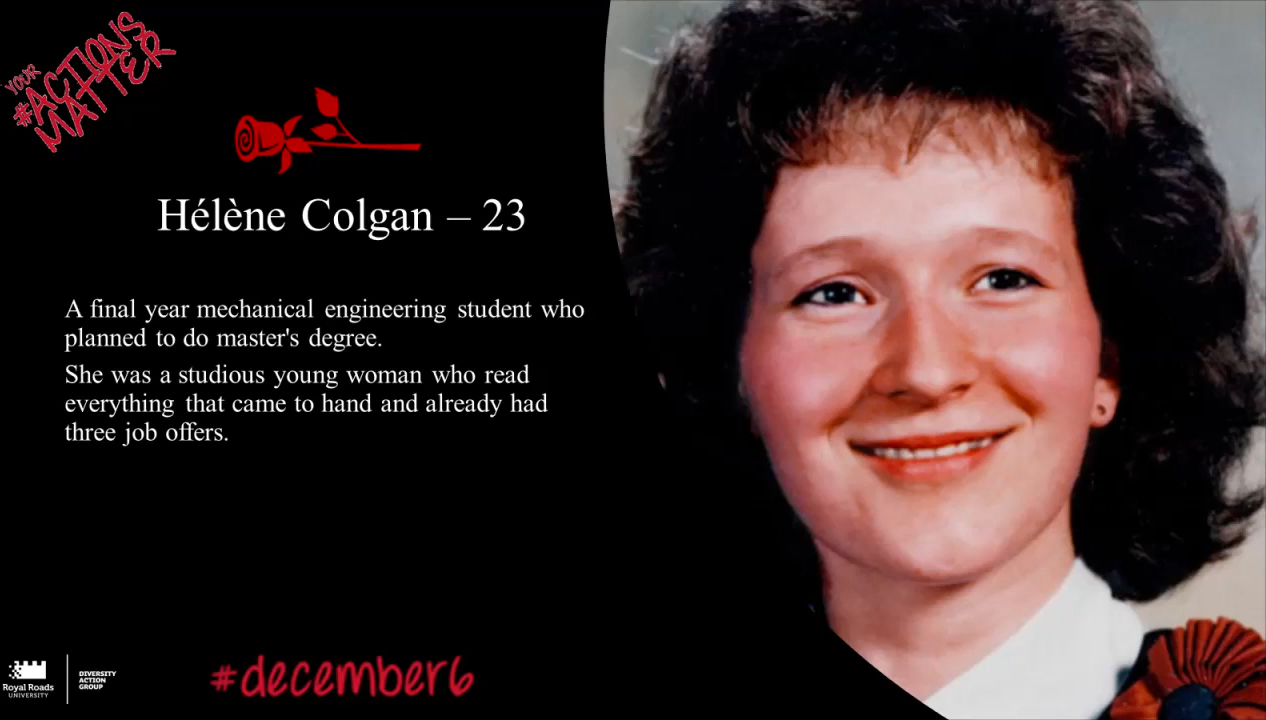 YOUR
#ACTIONS
MATTER
Hélène Colgan – 23
A final year mechanical engineering student who
planned to do master's degree.
She was a studious young woman who read
everything that came to hand and already had
three job offers.
#december6
Royal Roads
UNIVERSITY
DIVERSITY
ACTION
GROUP